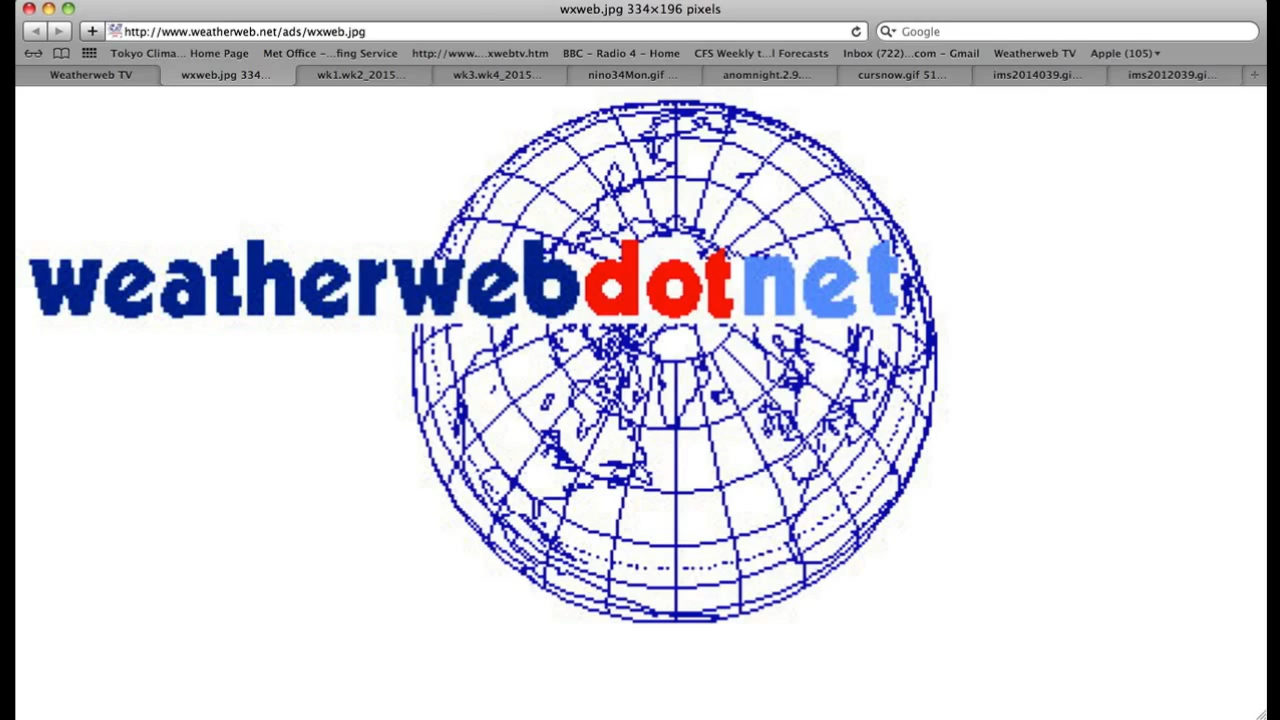 wxweb.jpg 334×196 pixels
http://www.weatherweb.net/ads/wxweb.jpg
Google
Tokyo Clima... Home Page Met Office -...fing Service http://www....xwebtv.htm BBC - Radio 4 - Home CFS Weekly t...l Forecasts Inbox (722)...com - Gmail Weatherweb TV Apple (105)
Weatherweb TV wxweb.jpg 334... wk1.wk2_2015... wk3.wk4_2015... nino34Mon.gif ... anomnight.2.9... cursnow.gif 51... ims2014039.gi... ims2012039.gi...
weatherwebdotnet